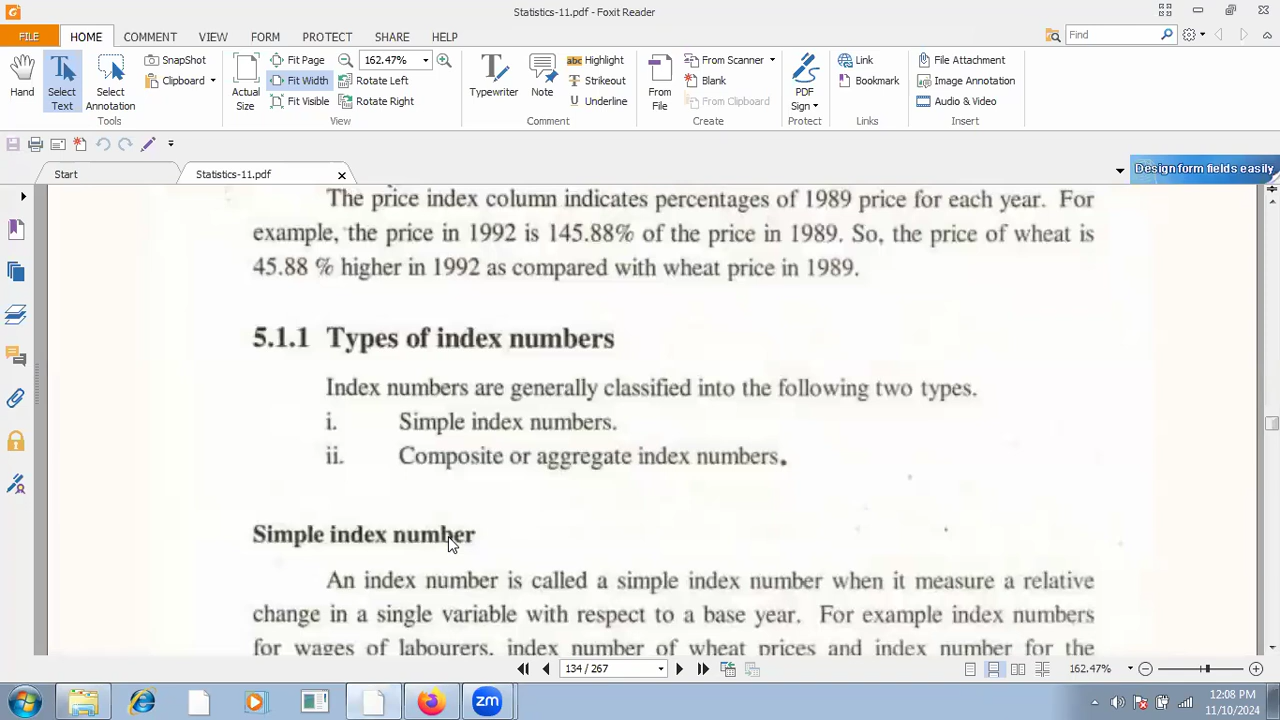 Statistics-11.pdf - Foxit Reader
FILE HOME COMMENT VIEW FORM PROTECT SHARE HELP
Find
Hand
Select Text
Select Annotation
SnapShot
Clipboard
Tools
Actual Size
Fit Page
Fit Width
Fit Visible
162.47%
Rotate Left
Rotate Right
View
Typewriter
Note
Highlight
Strikeout
Underline
Comment
From File
From Scanner
Blank
From Clipboard
Create
PDF Sign
Protect
Link
Bookmark
Links
File Attachment
Image Annotation
Audio & Video
Insert
Start
Statistics-11.pdf
Design form fields easily
The price index column indicates percentages of 1989 price for each year. For
example, the price in 1992 is 145.88% of the price in 1989. So, the price of wheat is
45.88 % higher in 1992 as compared with wheat price in 1989.
5.1.1 Types of index numbers
Index numbers are generally classified into the following two types.
i. Simple index numbers.
ii. Composite or aggregate index numbers.
Simple index number
An index number is called a simple index number when it measure a relative
change in a single variable with respect to a base year. For example index numbers
for wages of labourers, index number of wheat prices and index number for the
134 / 267
162.47%
zm
12:08 PM
11/10/2024